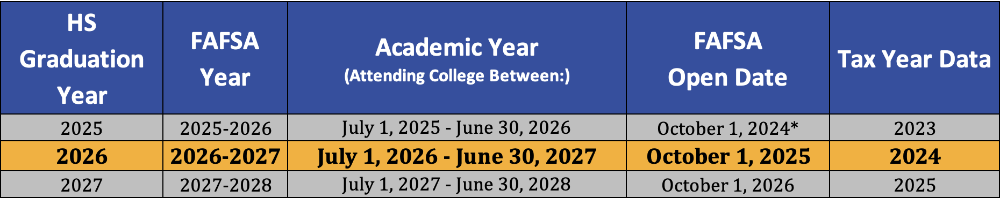 HS
Graduation
Year
FAFSA
Year
Academic Year
(Attending College Between:)
FAFSA
Open Date
Tax Year Data
2025
2025-2026
July 1, 2025 - June 30, 2026
October 1, 2024*
2023
2026
2026-2027
July 1, 2026 - June 30, 2027
October 1, 2025
2024
2027
2027-2028
July 1, 2027 - June 30, 2028
October 1, 2026
2025